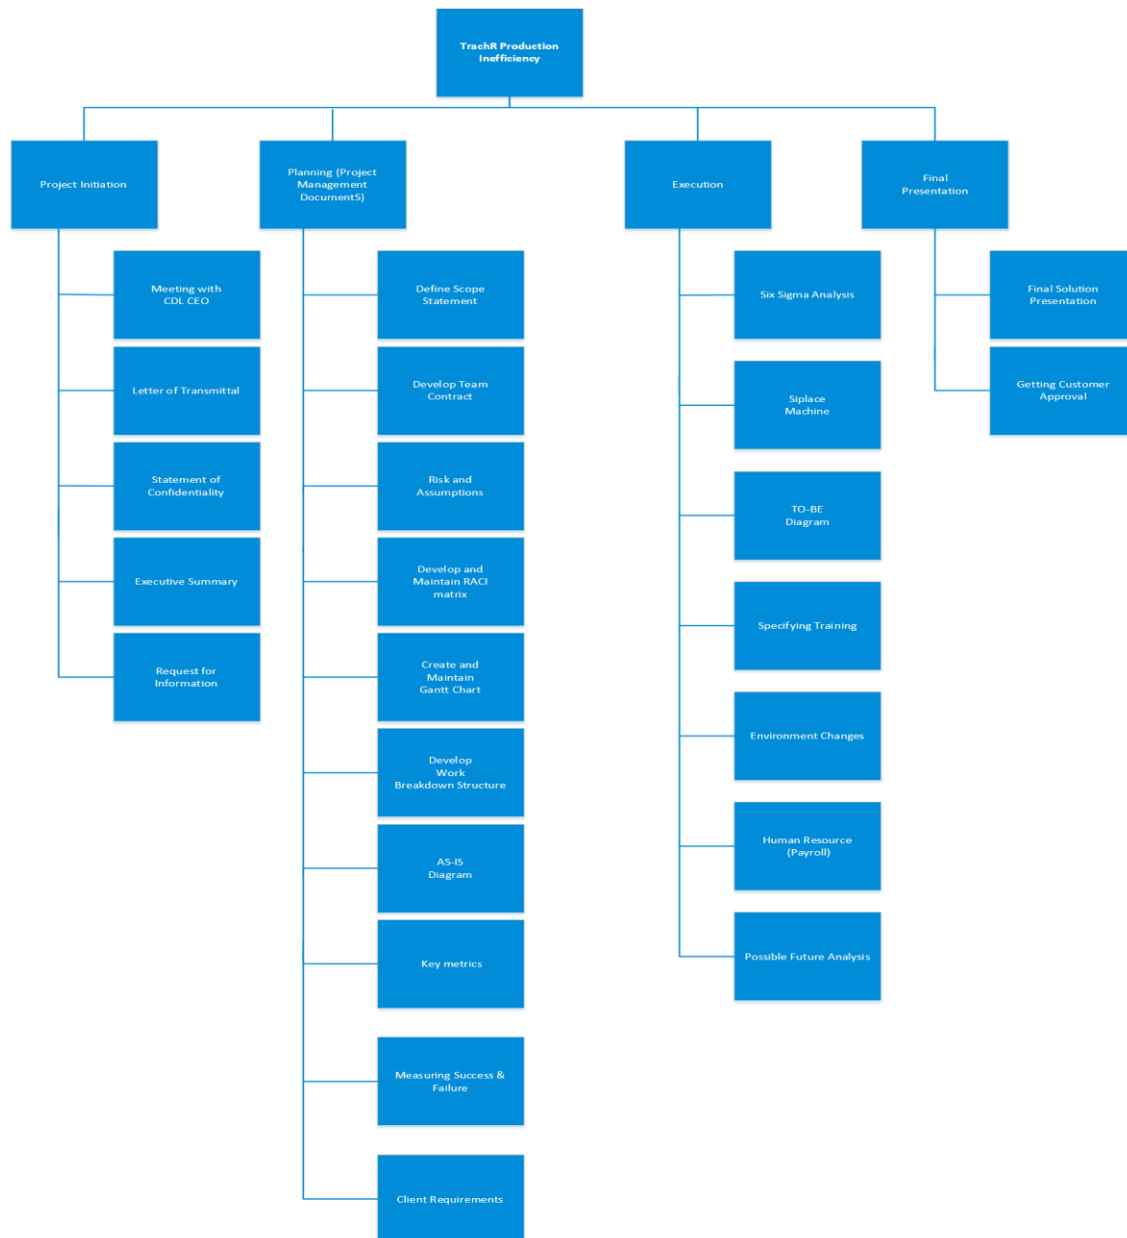 TrachR Production
Inefficiency
Project Initiation
Planning (Project
Management
DocumentS)
Execution
Final
Presentation
Meeting with
CDL CEO
Letter of Transmittal
Statement of
Confidentiality
Executive Summary
Request for
Information
Define Scope
Statement
Develop Team
Contract
Risk and
Assumptions
Develop and
Maintain RACI
matrix
Create and
Maintain
Gantt Chart
Develop
Work
Breakdown Structure
AS-IS
Diagram
Key metrics
Measuring Success &
Failure
Client Requirements
Six Sigma Analysis
Siplace
Machine
TO-BE
Diagram
Specifying Training
Environment Changes
Human Resource
(Payroll)
Possible Future Analysis
Final Solution
Presentation
Getting Customer
Approval